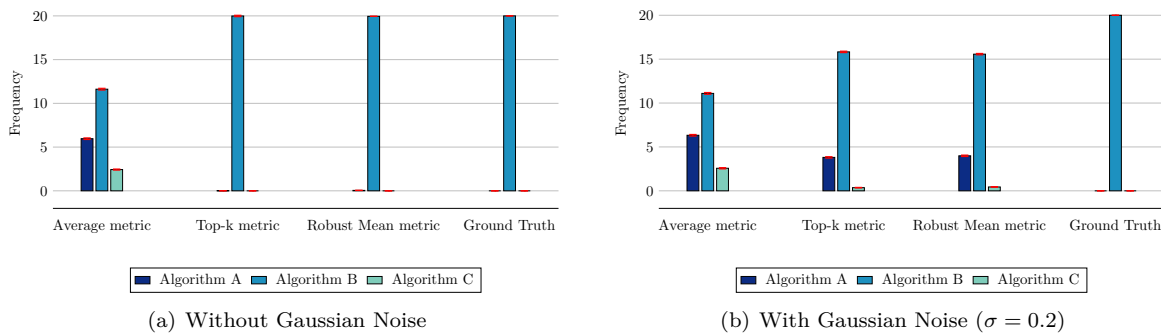 20
15
10
5
0
Frequency
Average metric
Top-k metric
Robust Mean metric
Ground Truth
Algorithm A
Algorithm B
Algorithm C
(a) Without Gaussian Noise
20
15
10
5
0
Frequency
Average metric
Top-k metric
Robust Mean metric
Ground Truth
Algorithm A
Algorithm B
Algorithm C
(b) With Gaussian Noise (σ = 0.2)